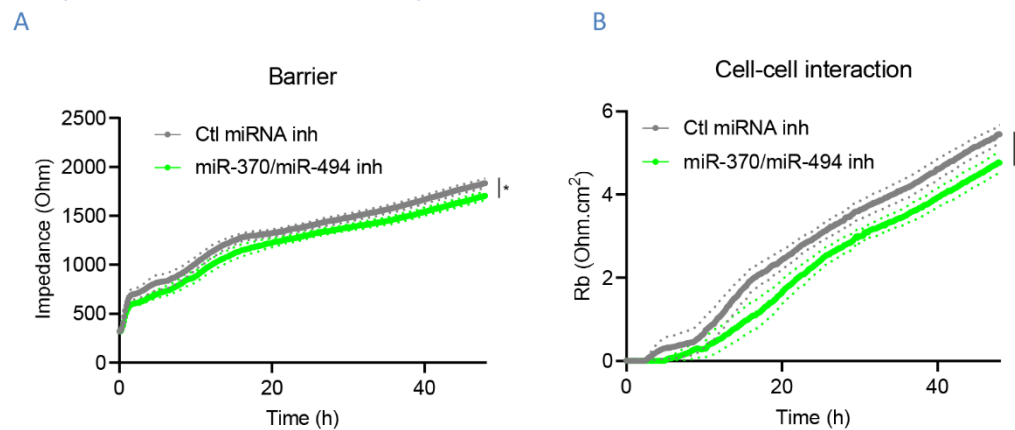 A
Barrier
2500
2000
1500
1000
500
0
Impedance (Ohm)
Ctl miRNA inh
miR-370/miR-494 inh
*
0 20 40
Time (h)
B
Cell-cell interaction
6
4
2
0
Rb (Ohm.cm²)
Ctl miRNA inh
miR-370/miR-494 inh
0 20 40
Time (h)